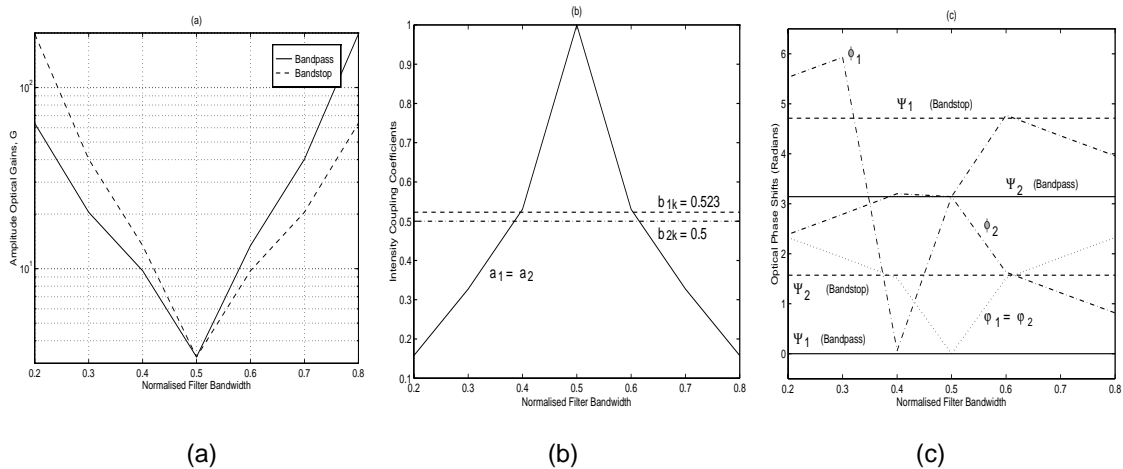 (a)
Amplitude Optical Gains, G
10^2
10^1
Bandpass
Bandstop
0.2 0.3 0.4 0.5 0.6 0.7 0.8
Normalised Filter Bandwidth
(a)
(b)
Intensity Coupling Coefficients
1
0.9
0.8
0.7
0.6
0.5
0.4
0.3
0.2
0.1
b1k = 0.523
b2k = 0.5
a1 = a2
0.2 0.3 0.4 0.5 0.6 0.7 0.8
Normalised Filter Bandwidth
(b)
(c)
Optical Phase Shifts (Radians)
6
5
4
3
2
1
0
ϕ1
Ψ1 (Bandstop)
Ψ2 (Bandpass)
ϕ2
Ψ2 (Bandstop)
φ1 = φ2
Ψ1 (Bandpass)
0.2 0.3 0.4 0.5 0.6 0.7 0.8
Normalised Filter Bandwidth
(c)